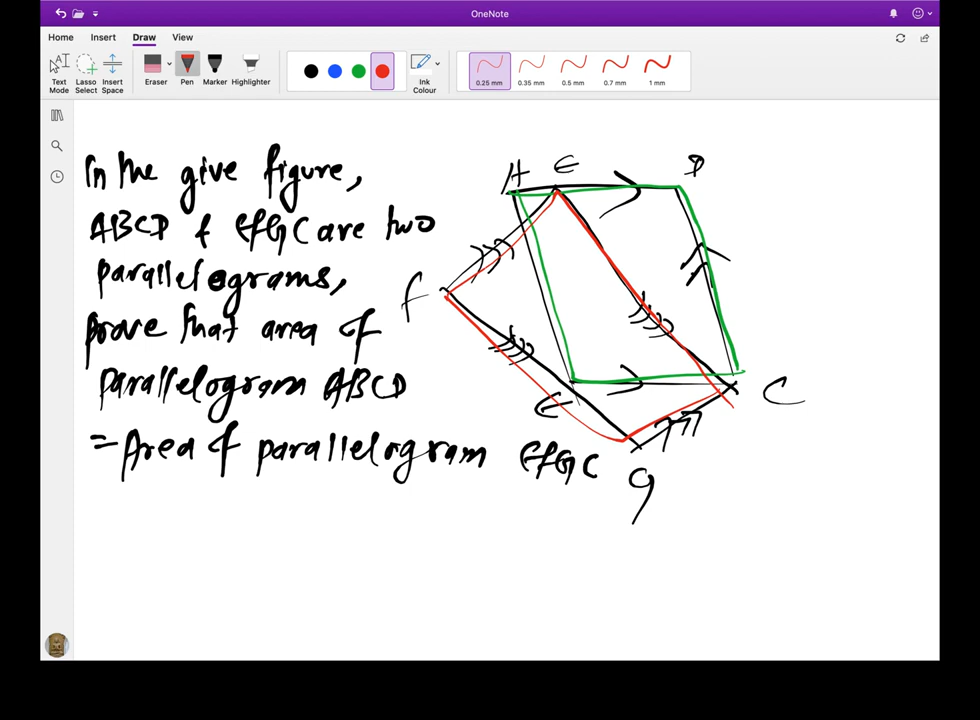 OneNote
Home Insert Draw View
Text Mode Lasso Select Insert Space Eraser Pen Marker Highlighter Ink Colour 0.25 mm 0.35 mm 0.5 mm 0.7 mm 1 mm
In the give figure,
ABCD & EFGC are two
parallelograms,
prove that area of
parallelogram ABCD
= Area of parallelogram EFGC
A E D
F
C
G